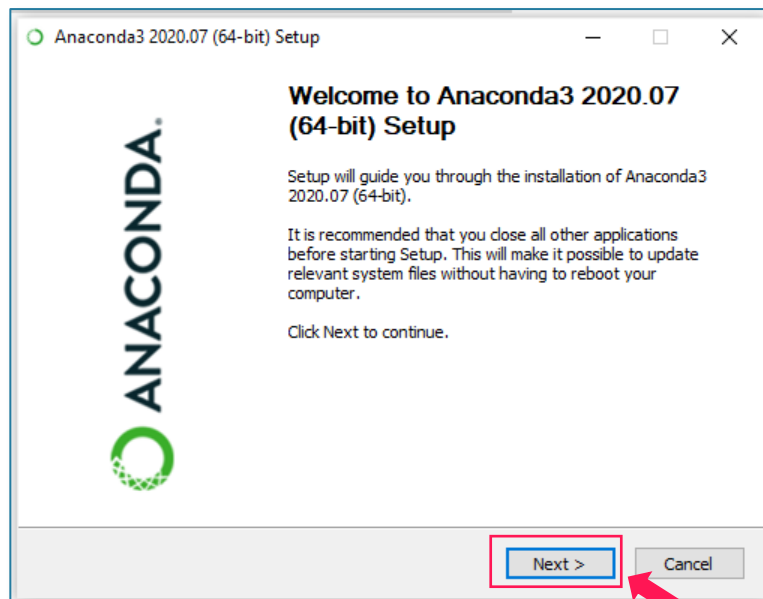 Anaconda3 2020.07 (64-bit) Setup
Welcome to Anaconda3 2020.07
(64-bit) Setup
Setup will guide you through the installation of Anaconda3
2020.07 (64-bit).
It is recommended that you close all other applications
before starting Setup. This will make it possible to update
relevant system files without having to reboot your
computer.
Click Next to continue.
ANACONDA.
Next >
Cancel